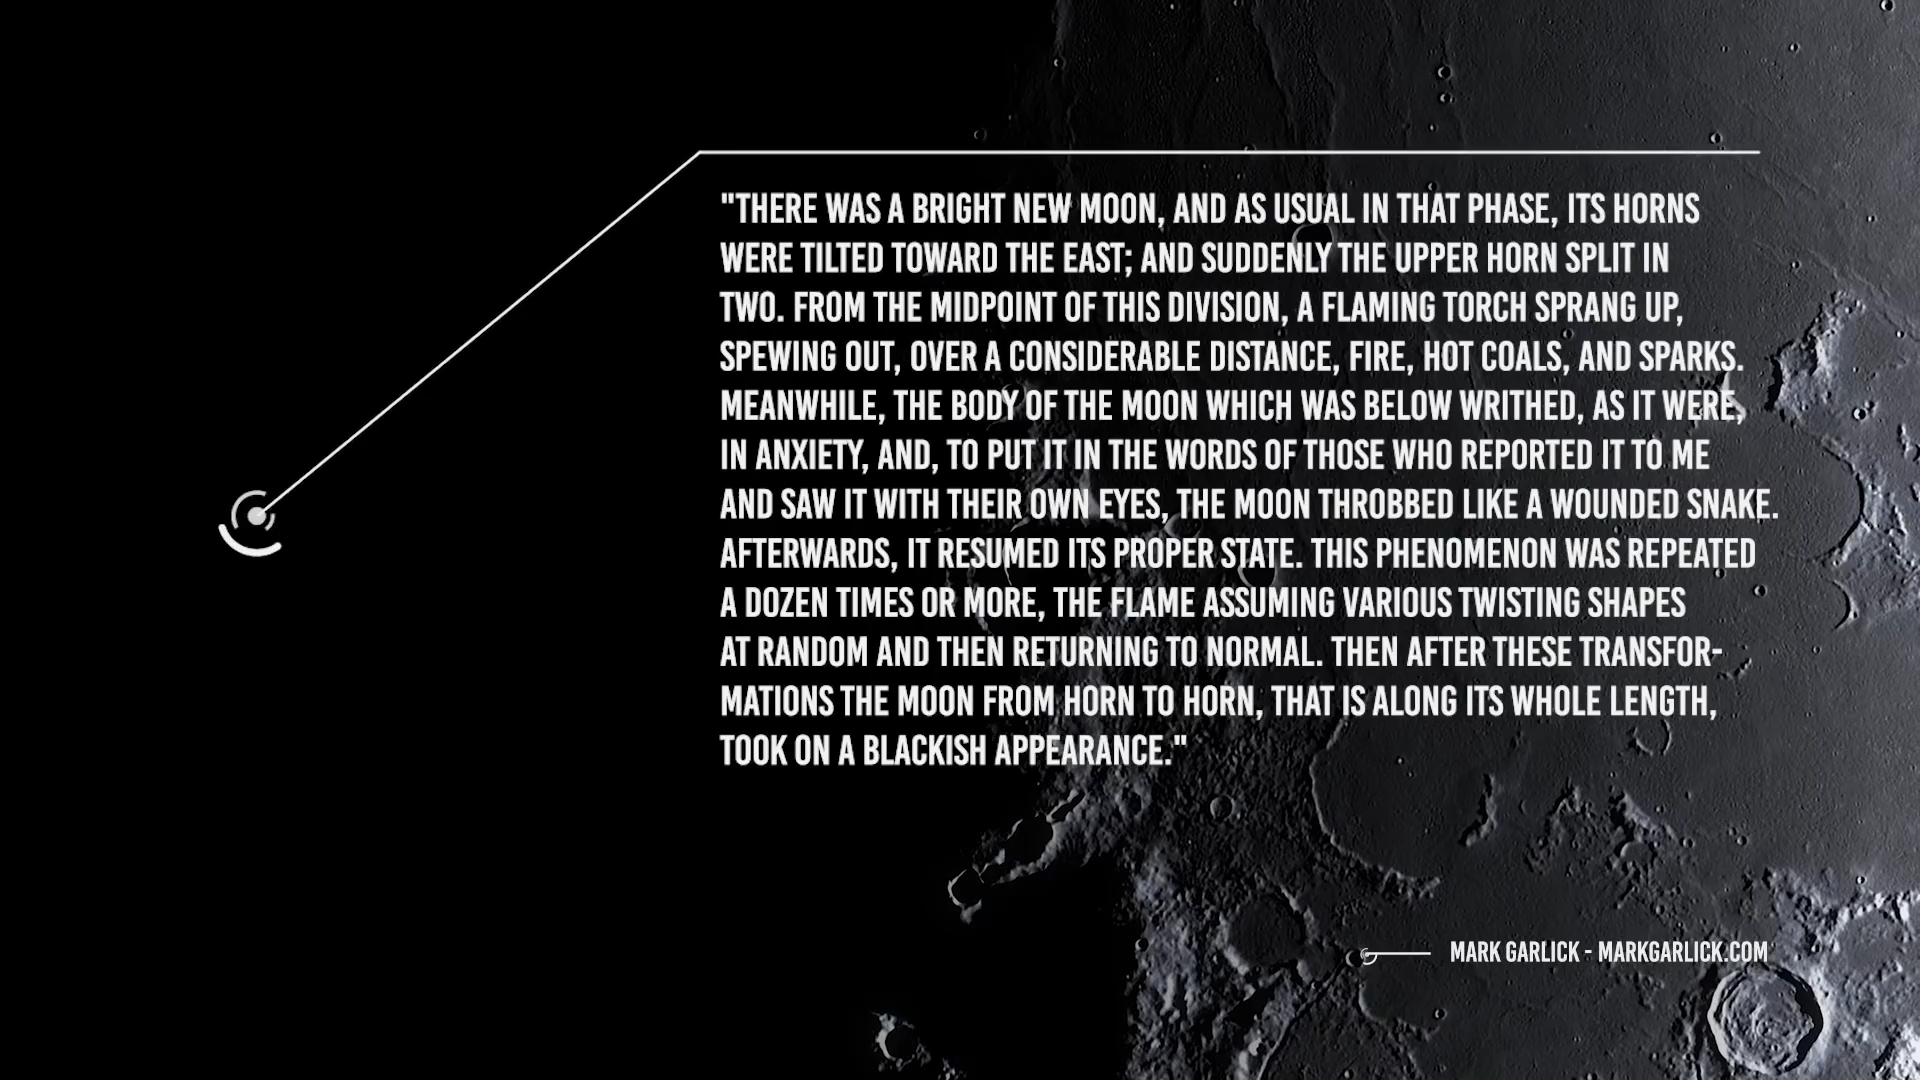 "THERE WAS A BRIGHT NEW MOON, AND AS USUAL IN THAT PHASE, ITS HORNS
WERE TILTED TOWARD THE EAST; AND SUDDENLY THE UPPER HORN SPLIT IN
TWO. FROM THE MIDPOINT OF THIS DIVISION, A FLAMING TORCH SPRANG UP,
SPEWING OUT, OVER A CONSIDERABLE DISTANCE, FIRE, HOT COALS, AND SPARKS.
MEANWHILE, THE BODY OF THE MOON WHICH WAS BELOW WRITHED, AS IT WERE,
IN ANXIETY, AND, TO PUT IT IN THE WORDS OF THOSE WHO REPORTED IT TO ME
AND SAW IT WITH THEIR OWN EYES, THE MOON THROBBED LIKE A WOUNDED SNAKE.
AFTERWARDS, IT RESUMED ITS PROPER STATE. THIS PHENOMENON WAS REPEATED
A DOZEN TIMES OR MORE, THE FLAME ASSUMING VARIOUS TWISTING SHAPES
AT RANDOM AND THEN RETURNING TO NORMAL. THEN AFTER THESE TRANSFOR-
MATIONS THE MOON FROM HORN TO HORN, THAT IS ALONG ITS WHOLE LENGTH,
TOOK ON A BLACKISH APPEARANCE."
MARK GARLICK - MARKGARLICK.COM